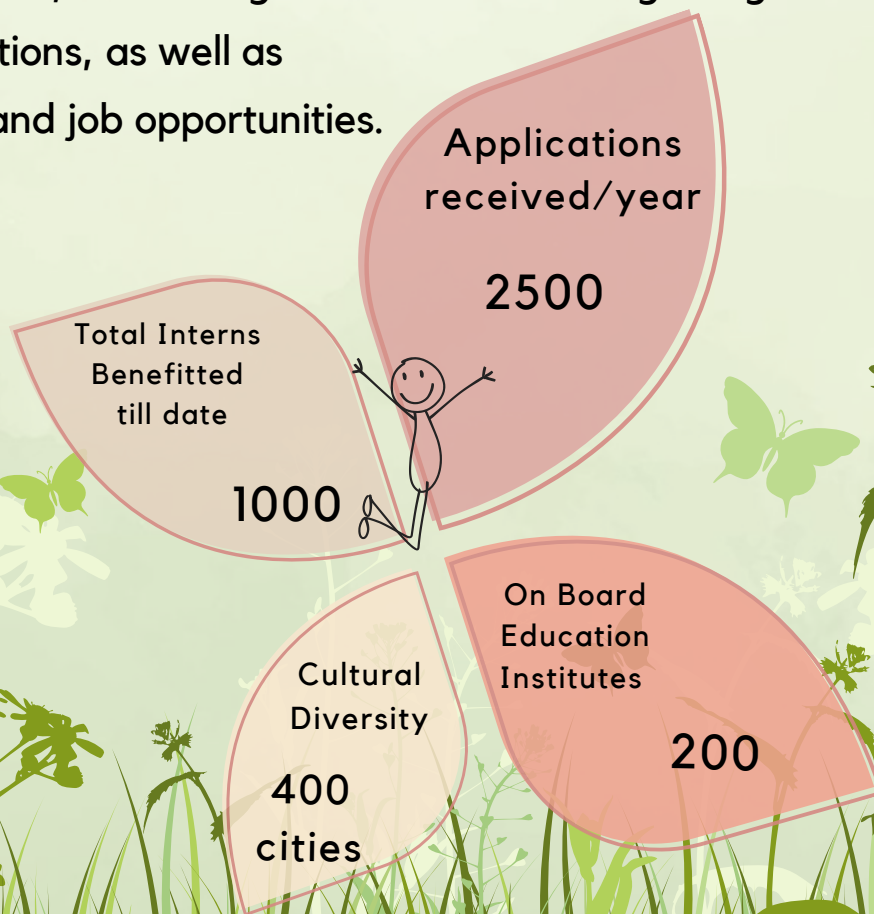 tions, as well as
and job opportunities.
Applications
received/year
2500
Total Interns
Benefitted
till date
1000
On Board
Education
Institutes
200
Cultural
Diversity
400
cities